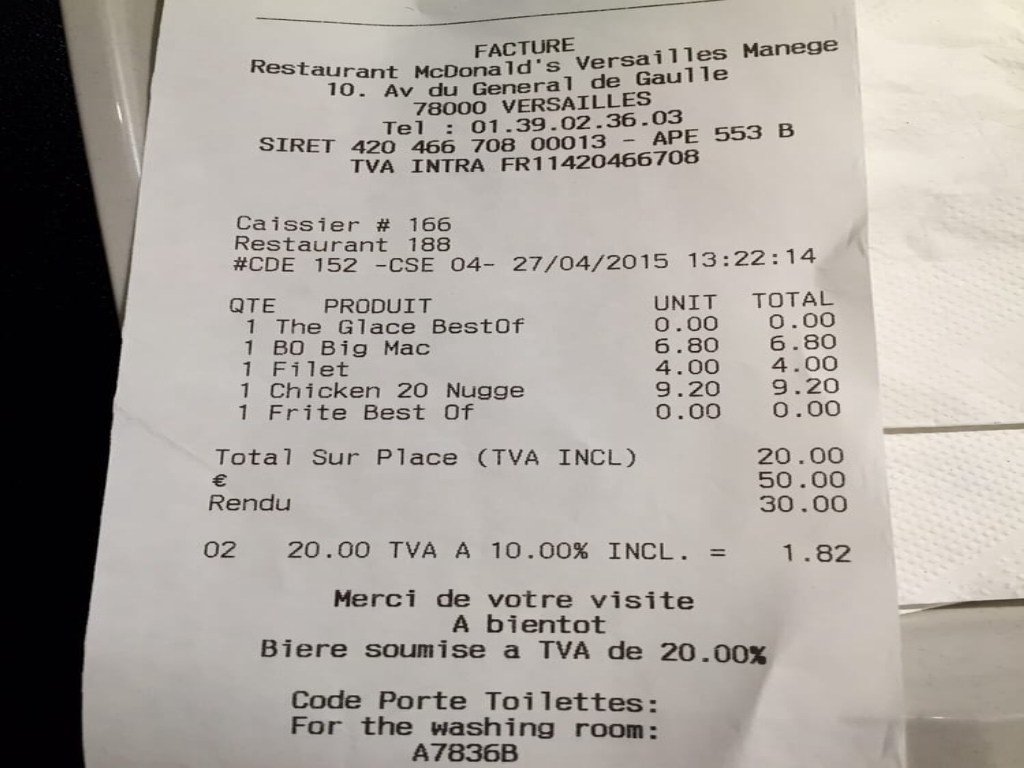 FACTURE
Restaurant McDonald's Versailles Manege
10. Av du General de Gaulle
78000 VERSAILLES
Tel : 01.39.02.36.03
SIRET 420 466 708 00013 - APE 553 B
TVA INTRA FR11420466708
Caissier # 166
Restaurant 188
#CDE 152 -CSE 04- 27/04/2015 13:22:14
QTE PRODUIT UNIT TOTAL
1 The Glace BestOf 0.00 0.00
1 BO Big Mac 6.80 6.80
1 Filet 4.00 4.00
1 Chicken 20 Nugge 9.20 9.20
1 Frite Best Of 0.00 0.00
Total Sur Place (TVA INCL) 20.00
€ 50.00
Rendu 30.00
02 20.00 TVA A 10.00% INCL. = 1.82
Merci de votre visite
A bientot
Biere soumise a TVA de 20.00%
Code Porte Toilettes:
For the washing room:
A7836B